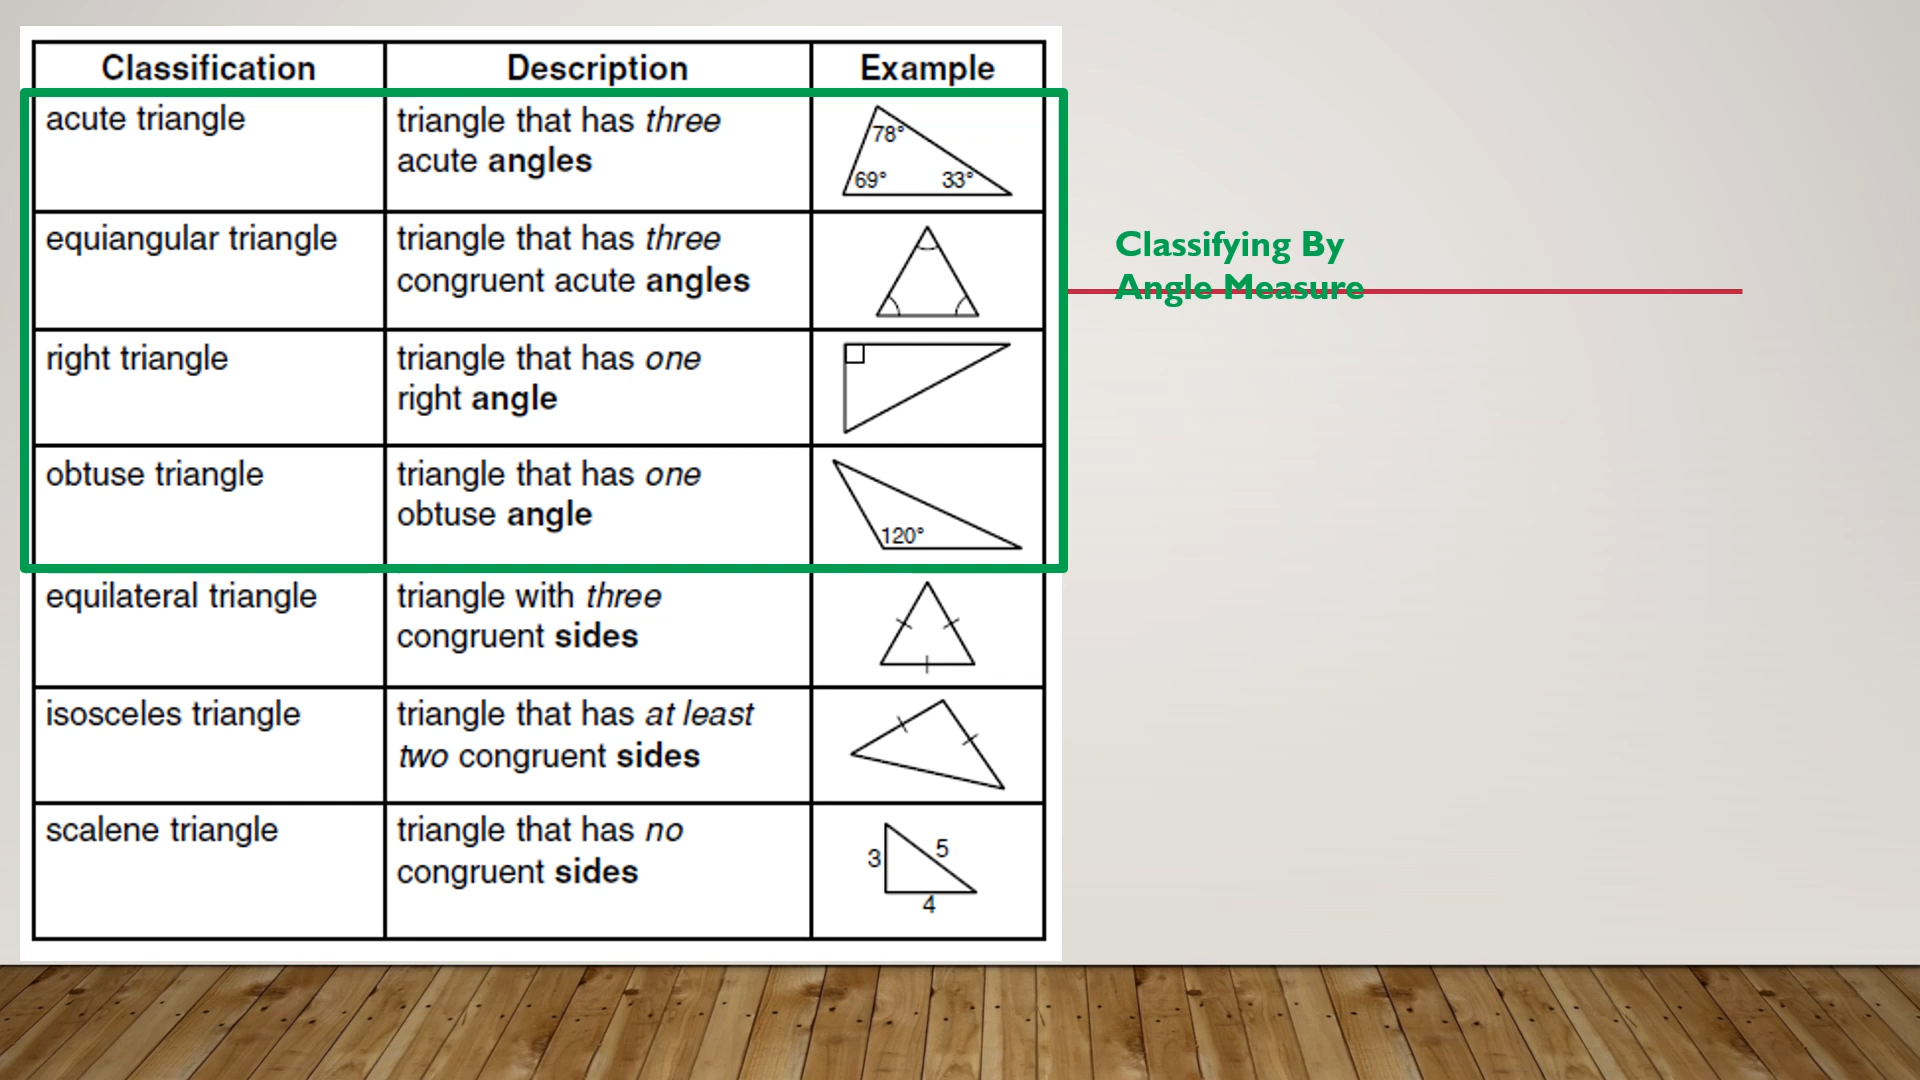 Classification Description Example
acute triangle
triangle that has three
acute angles
78°
69° 33°
equiangular triangle
triangle that has three
congruent acute angles
right triangle
triangle that has one
right angle
obtuse triangle
triangle that has one
obtuse angle
120°
equilateral triangle
triangle with three
congruent sides
isosceles triangle
triangle that has at least
two congruent sides
scalene triangle
triangle that has no
congruent sides
3 5
4
Classifying By
Angle Measure